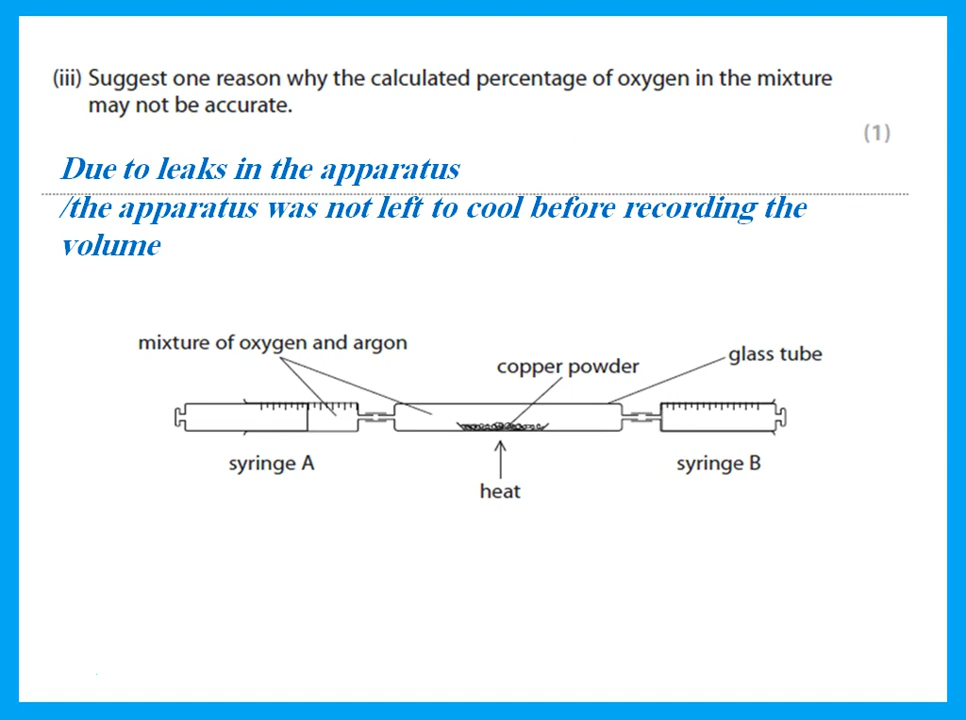 (iii) Suggest one reason why the calculated percentage of oxygen in the mixture
may not be accurate.
(1)
Due to leaks in the apparatus
/the apparatus was not left to cool before recording the
volume
mixture of oxygen and argon
copper powder
glass tube
syringe A
syringe B
heat